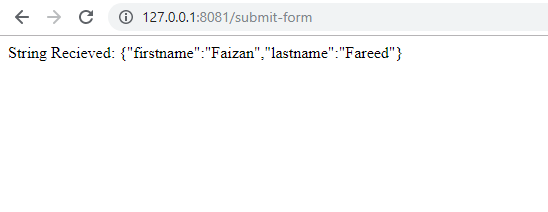 127.0.0.1:8081/submit-form
String Recieved: {"firstname":"Faizan","lastname":"Fareed"}